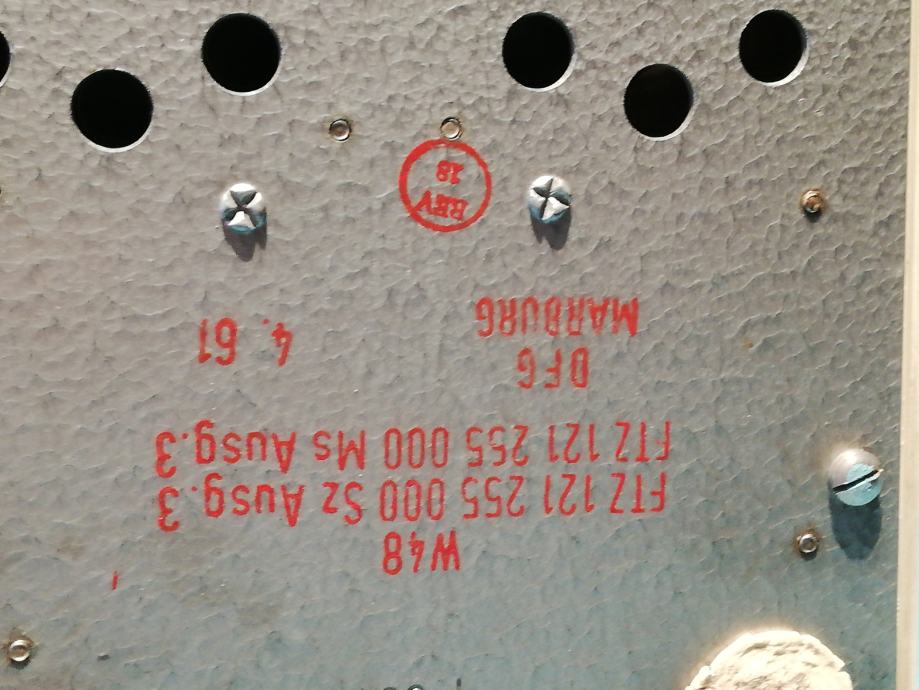 W48
FTZ 121 255 000 Sz Ausg.3
FTZ 121 255 000 Ms Ausg.3
DFG
MARBURG
4. 61
18